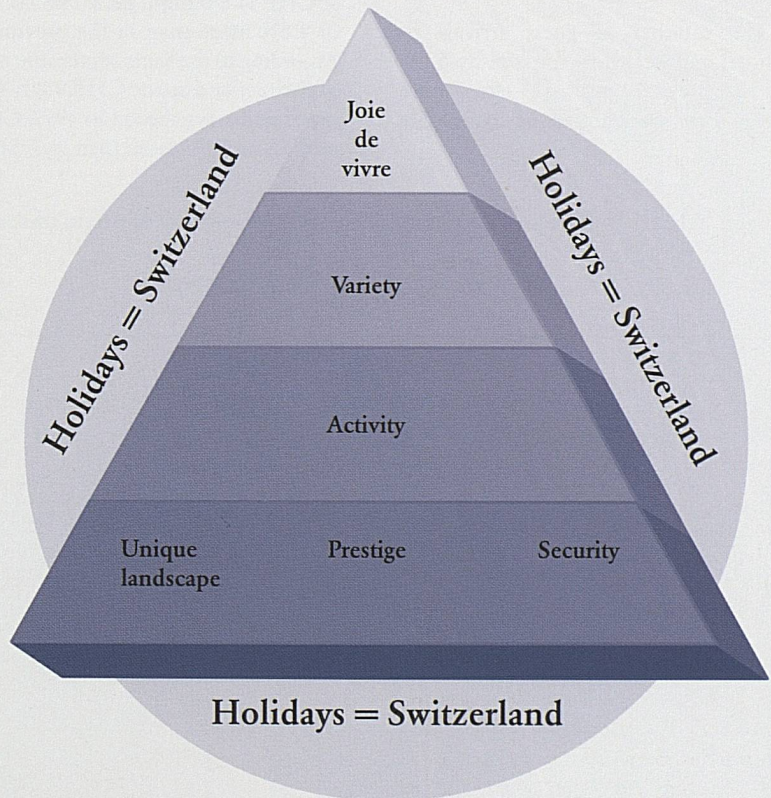 Joie
de
vivre
Holidays = Switzerland
Holidays = Switzerland
Variety
Activity
Unique
landscape
Prestige
Security
Holidays = Switzerland